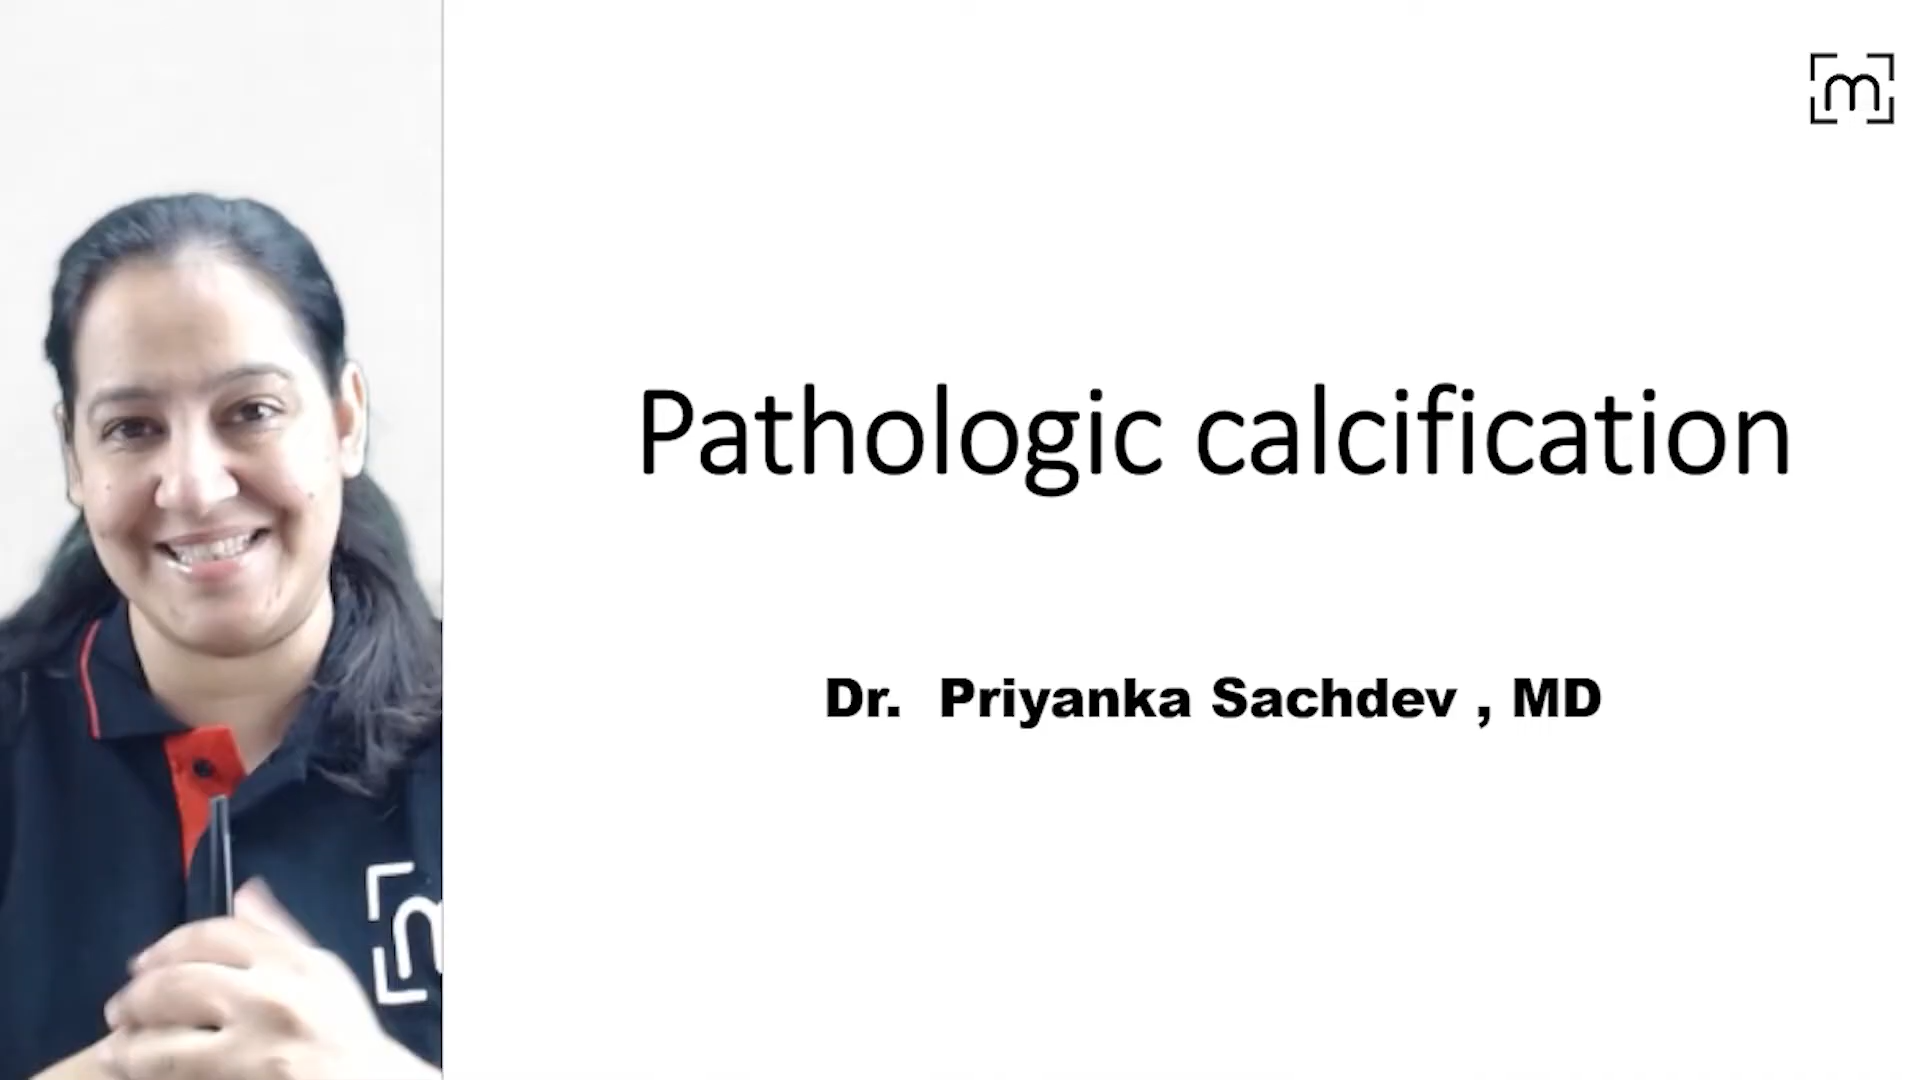 m
Pathologic calcification
Dr. Priyanka Sachdev , MD
m